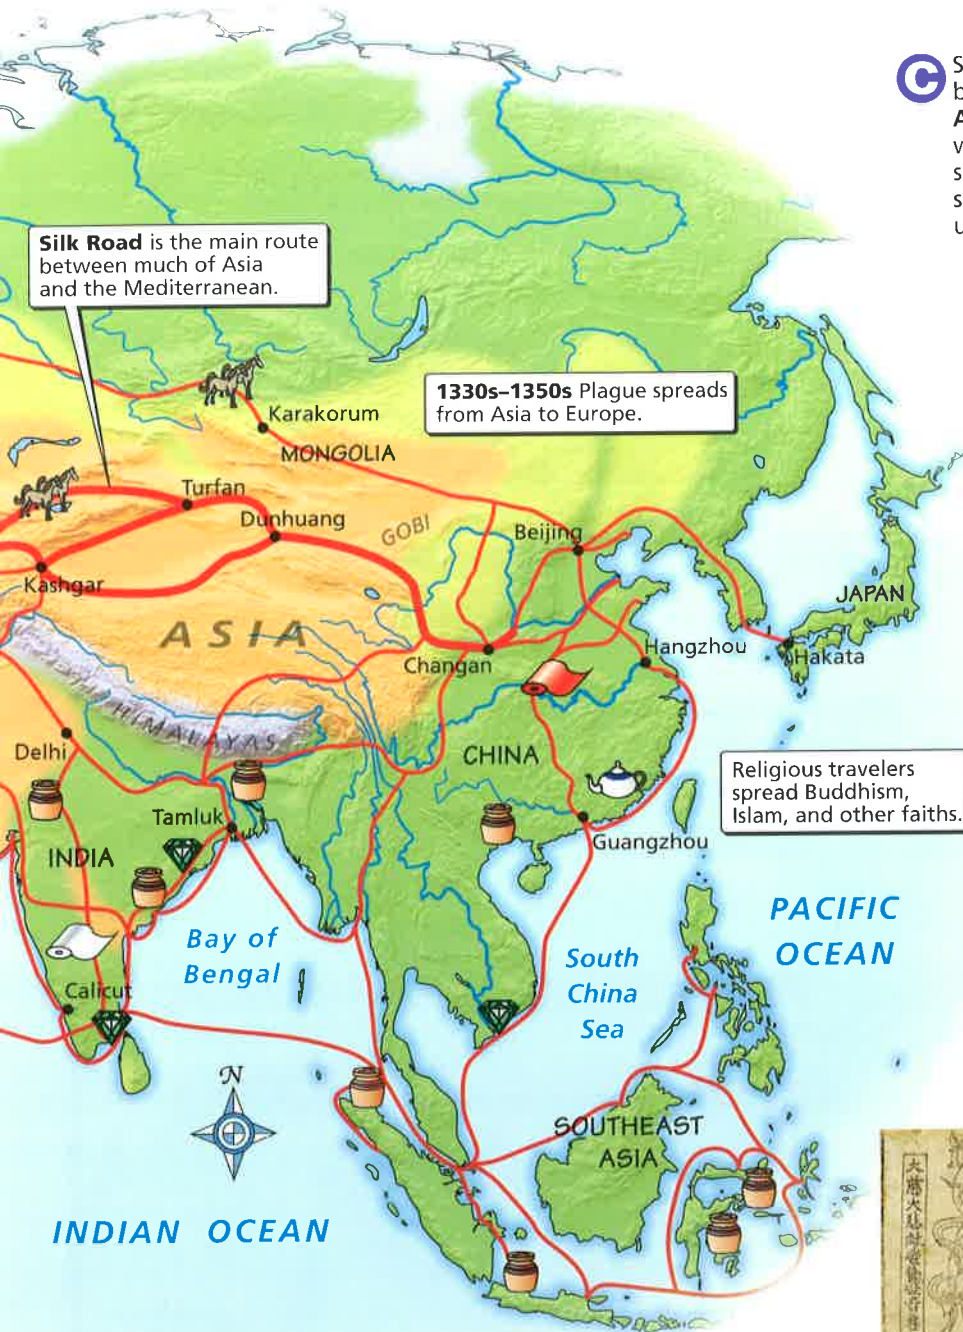 C
Silk Road is the main route
between much of Asia
and the Mediterranean.
1330s–1350s Plague spreads
from Asia to Europe.
Karakorum
MONGOLIA
Turfan
Dunhuang
GOBI
Beijing
Kashgar
JAPAN
ASIA
Changan
Hangzhou
Hakata
HIMALAYAS
Delhi
CHINA
Religious travelers
spread Buddhism,
Islam, and other faiths.
Tamluk
Guangzhou
INDIA
PACIFIC
OCEAN
Bay of
Bengal
South
China
Sea
Calicut
N
SOUTHEAST
ASIA
INDIAN OCEAN